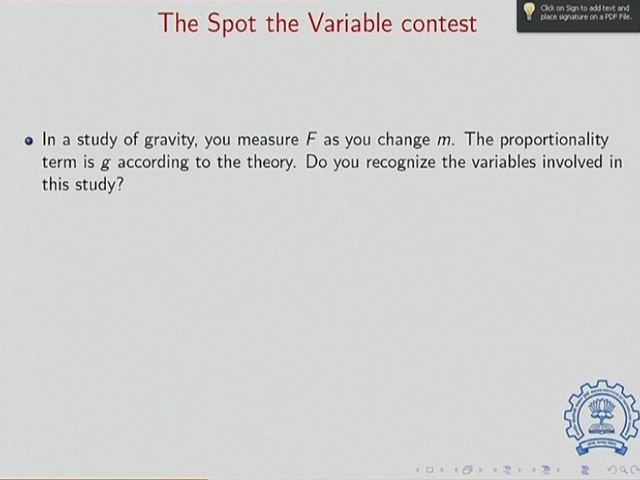 The Spot the Variable contest
Click on Sign to add text and
place signature on a PDF File.
In a study of gravity, you measure F as you change m. The proportionality
term is g according to the theory. Do you recognize the variables involved in
this study?